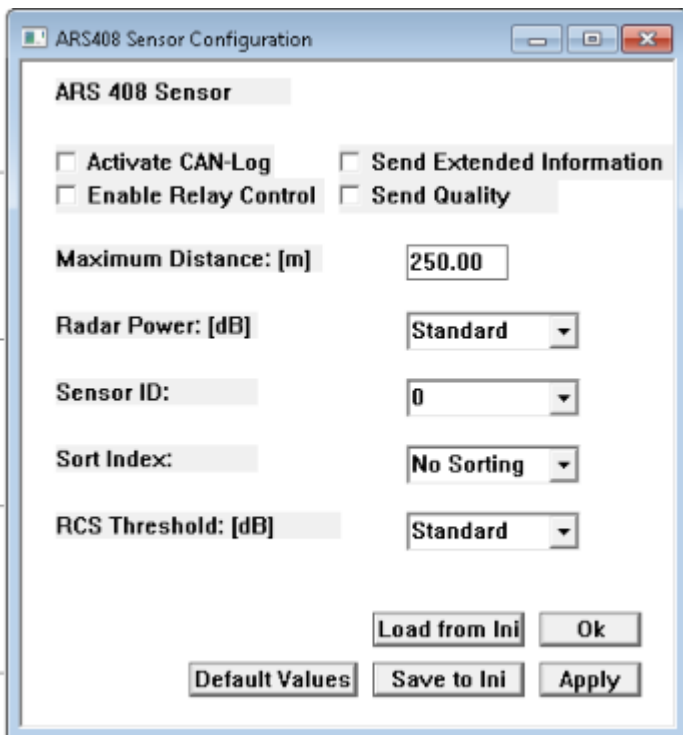 ARS408 Sensor Configuration
ARS 408 Sensor
Activate CAN-Log Send Extended Information
Enable Relay Control Send Quality
Maximum Distance: [m] 250.00
Radar Power: [dB] Standard
Sensor ID: 0
Sort Index: No Sorting
RCS Threshold: [dB] Standard
Load from Ini Ok
Default Values Save to Ini Apply